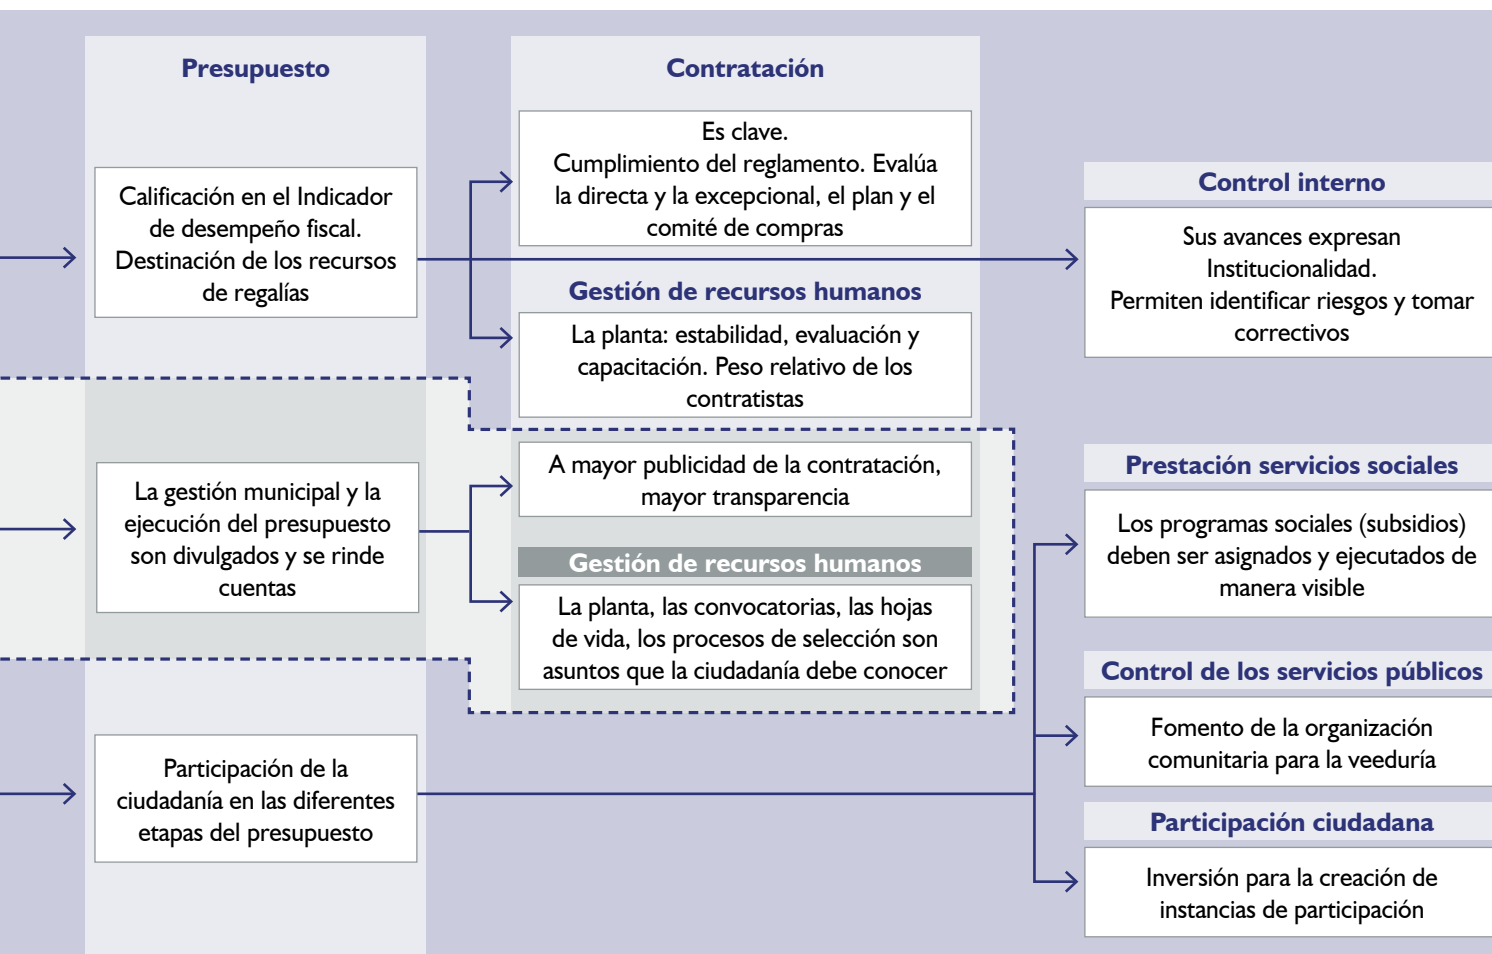 Presupuesto
Calificación en el Indicador
de desempeño fiscal.
Destinación de los recursos
de regalías
La gestión municipal y la
ejecución del presupuesto
son divulgados y se rinde
cuentas
Participación de la
ciudadanía en las diferentes
etapas del presupuesto
Contratación
Es clave.
Cumplimiento del reglamento. Evalúa
la directa y la excepcional, el plan y el
comité de compras
Gestión de recursos humanos
La planta: estabilidad, evaluación y
capacitación. Peso relativo de los
contratistas
A mayor publicidad de la contratación,
mayor transparencia
Gestión de recursos humanos
La planta, las convocatorias, las hojas
de vida, los procesos de selección son
asuntos que la ciudadanía debe conocer
Control interno
Sus avances expresan
Institucionalidad.
Permiten identificar riesgos y tomar
correctivos
Prestación servicios sociales
Los programas sociales (subsidios)
deben ser asignados y ejecutados de
manera visible
Control de los servicios públicos
Fomento de la organización
comunitaria para la veeduría
Participación ciudadana
Inversión para la creación de
instancias de participación